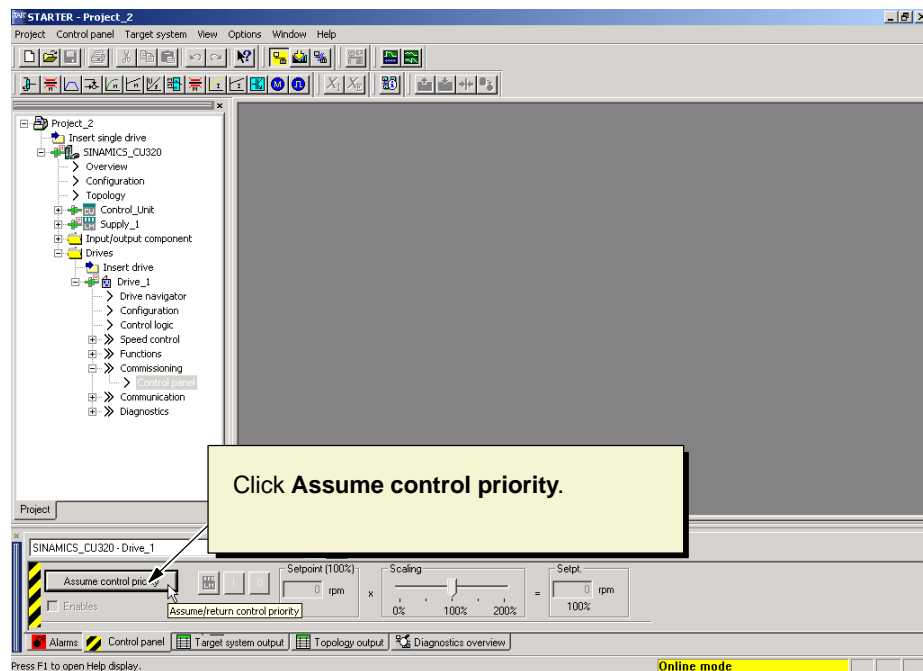 STARTER - Project_2
Project Control panel Target system View Options Window Help
Project_2
Insert single drive
SINAMICS_CU320
Overview
Configuration
Topology
Control_Unit
Supply_1
Input/output component
Drives
Insert drive
Drive_1
Drive navigator
Configuration
Control logic
Speed control
Functions
Commissioning
Control panel
Communication
Diagnostics
Click Assume control priority.
Project
SINAMICS_CU320 - Drive_1
Assume control priority
Enables
Assume/return control priority
Setpoint (100%)
0 rpm
x
Scaling
0% 100% 200%
=
Setpt.
0 rpm
100%
Alarms Control panel Target system output Topology output Diagnostics overview
Press F1 to open Help display.
Online mode